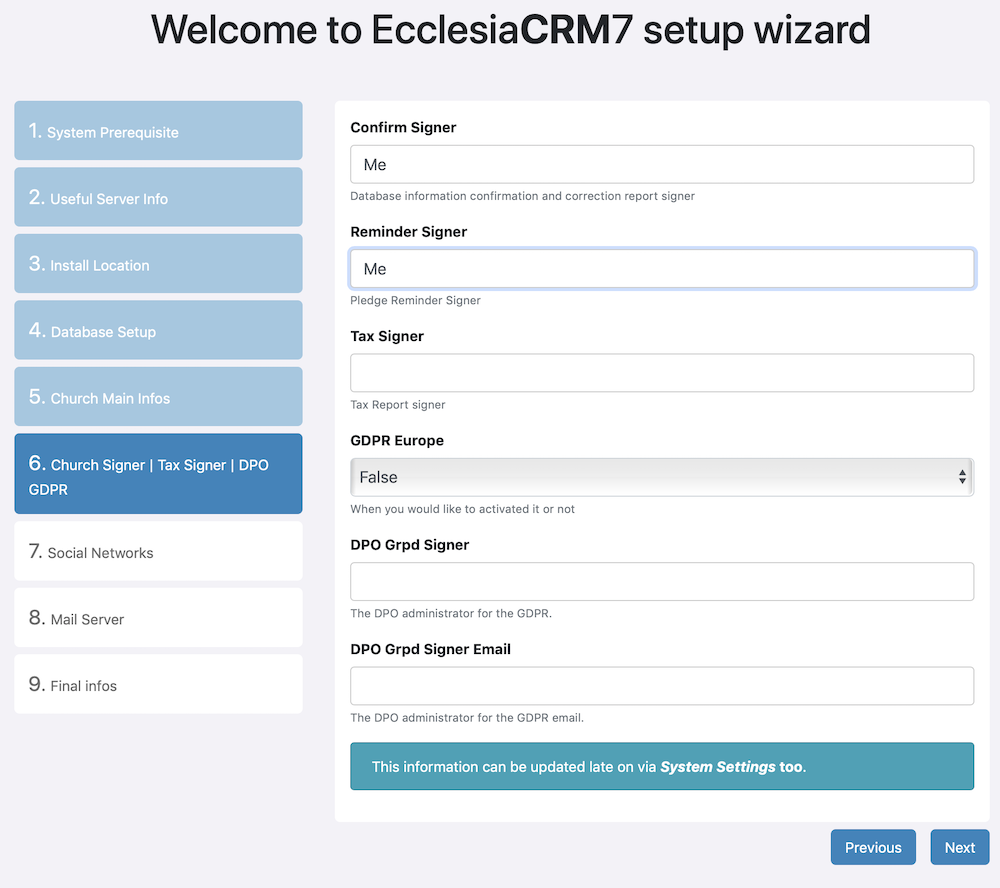 Welcome to EcclesiaCRM7 setup wizard
1. System Prerequisite
2. Useful Server Info
3. Install Location
4. Database Setup
5. Church Main Infos
6. Church Signer | Tax Signer | DPO
GDPR
7. Social Networks
8. Mail Server
9. Final infos
Confirm Signer
Me
Database information confirmation and correction report signer
Reminder Signer
Me
Pledge Reminder Signer
Tax Signer
Tax Report signer
GDPR Europe
False
When you would like to activated it or not
DPO Grpd Signer
The DPO administrator for the GDPR.
DPO Grpd Signer Email
The DPO administrator for the GDPR email.
This information can be updated late on via System Settings too.
Previous
Next